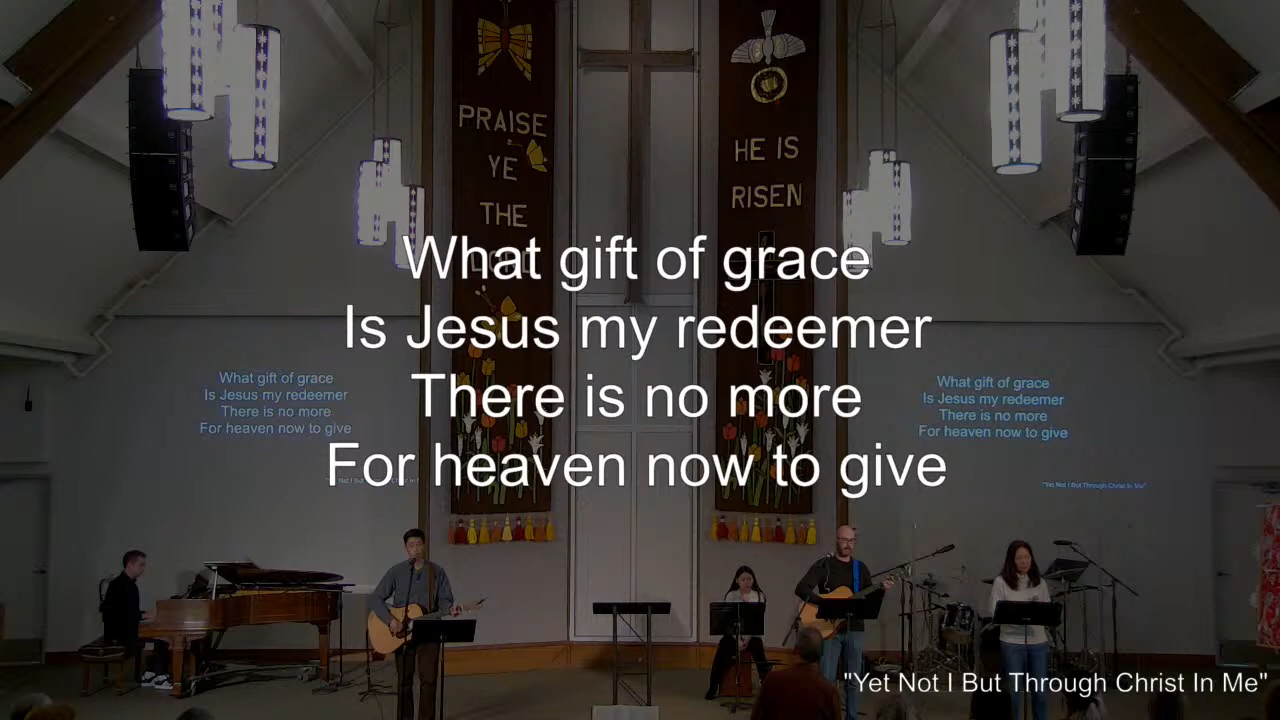 PRAISE
YE
THE
LORD
HE IS
RISEN
What gift of grace
Is Jesus my redeemer
There is no more
For heaven now to give
What gift of grace
Is Jesus my redeemer
There is no more
For heaven now to give
What gift of grace
Is Jesus my redeemer
There is no more
For heaven now to give
"Yet Not I But Through Christ In Me"
"Yet Not I But Through Christ In Me"